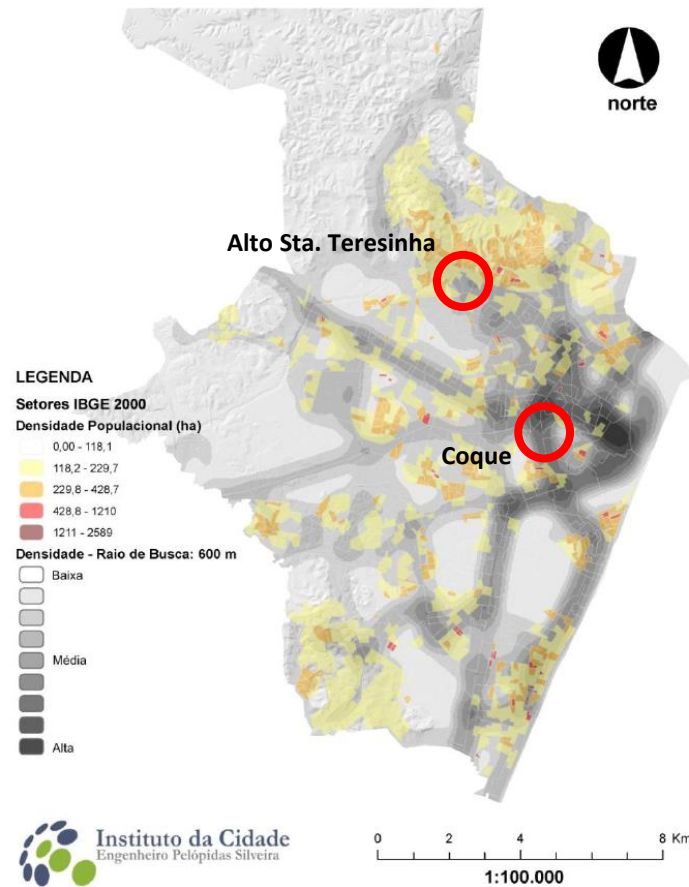 norte
Alto Sta. Teresinha
Coque
LEGENDA
Setores IBGE 2000
Densidade Populacional (ha)
0,00 - 118,1
118,2 - 229,7
229,8 - 428,7
428,8 - 1210
1211 - 2589
Densidade - Raio de Busca: 600 m
Baixa
Média
Alta
Instituto da Cidade
Engenheiro Pelópidas Silveira
0 2 4 8 Km
1:100.000